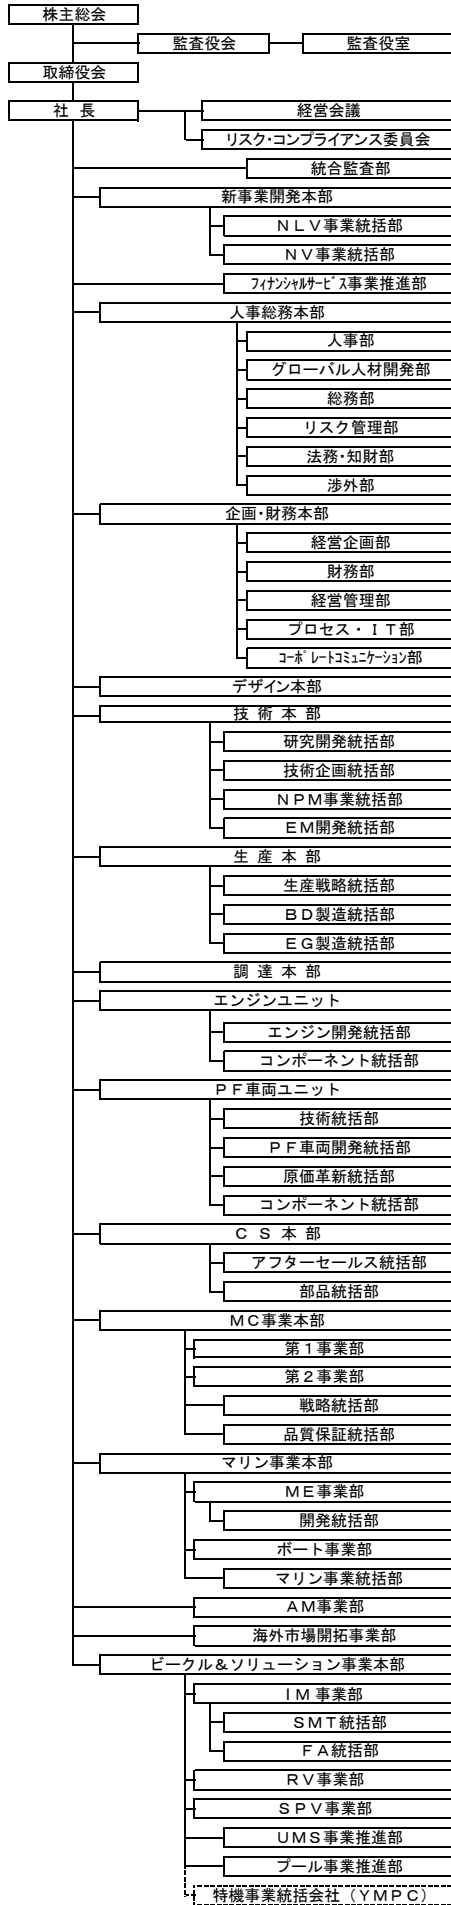 株主総会
監査役会
監査役室
取締役会
社 長
経営会議
リスク・コンプライアンス委員会
統合監査部
新事業開発本部
ＮＬＶ事業統括部
ＮＶ事業統括部
ﾌｨﾅﾝｼｬﾙｻｰﾋﾞｽ事業推進部
人事総務本部
人事部
グローバル人材開発部
総務部
リスク管理部
法務・知財部
渉外部
企画・財務本部
経営企画部
財務部
経営管理部
プロセス・ＩＴ部
ｺｰﾎﾟﾚｰﾄｺﾐｭﾆｹｰｼｮﾝ部
デザイン本部
技 術 本 部
研究開発統括部
技術企画統括部
ＮＰＭ事業統括部
ＥＭ開発統括部
生 産 本 部
生産戦略統括部
ＢＤ製造統括部
ＥＧ製造統括部
調 達 本 部
エンジンユニット
エンジン開発統括部
コンポーネント統括部
ＰＦ車両ユニット
技術統括部
ＰＦ車両開発統括部
原価革新統括部
コンポーネント統括部
Ｃ Ｓ 本 部
アフターセールス統括部
部品統括部
ＭＣ事業本部
第１事業部
第２事業部
戦略統括部
品質保証統括部
マリン事業本部
ＭＥ事業部
開発統括部
ボート事業部
マリン事業統括部
ＡＭ事業部
海外市場開拓事業部
ビークル＆ソリューション事業本部
ＩＭ事業部
ＳＭＴ統括部
ＦＡ統括部
ＲＶ事業部
ＳＰＶ事業部
ＵＭＳ事業推進部
プール事業推進部
特機事業統括会社（ＹＭＰＣ）